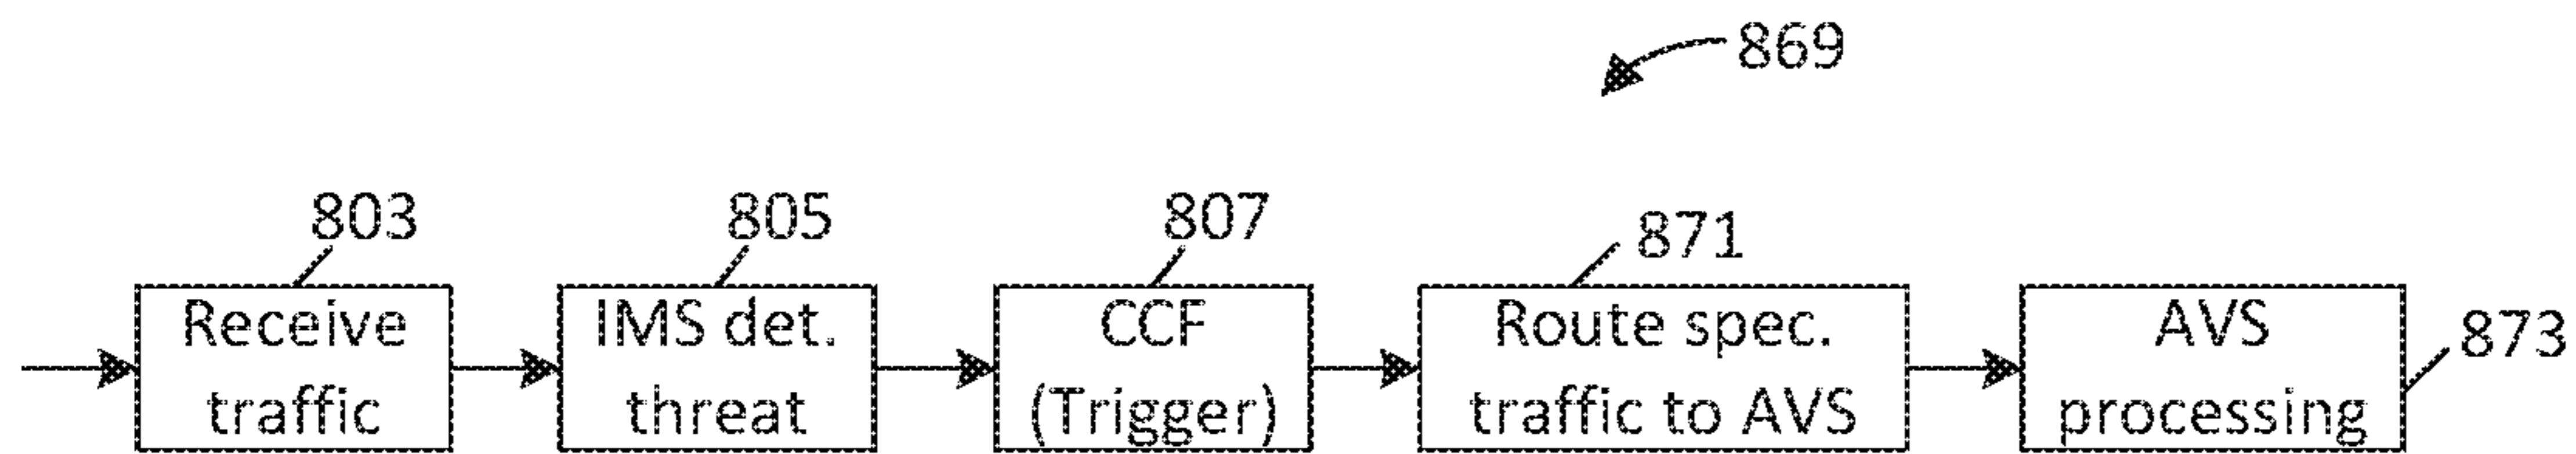 869
803
805
807
871
873
Receive
traffic
IMS det.
threat
CCF
(Trigger)
Route spec.
traffic to AVS
AVS
processing